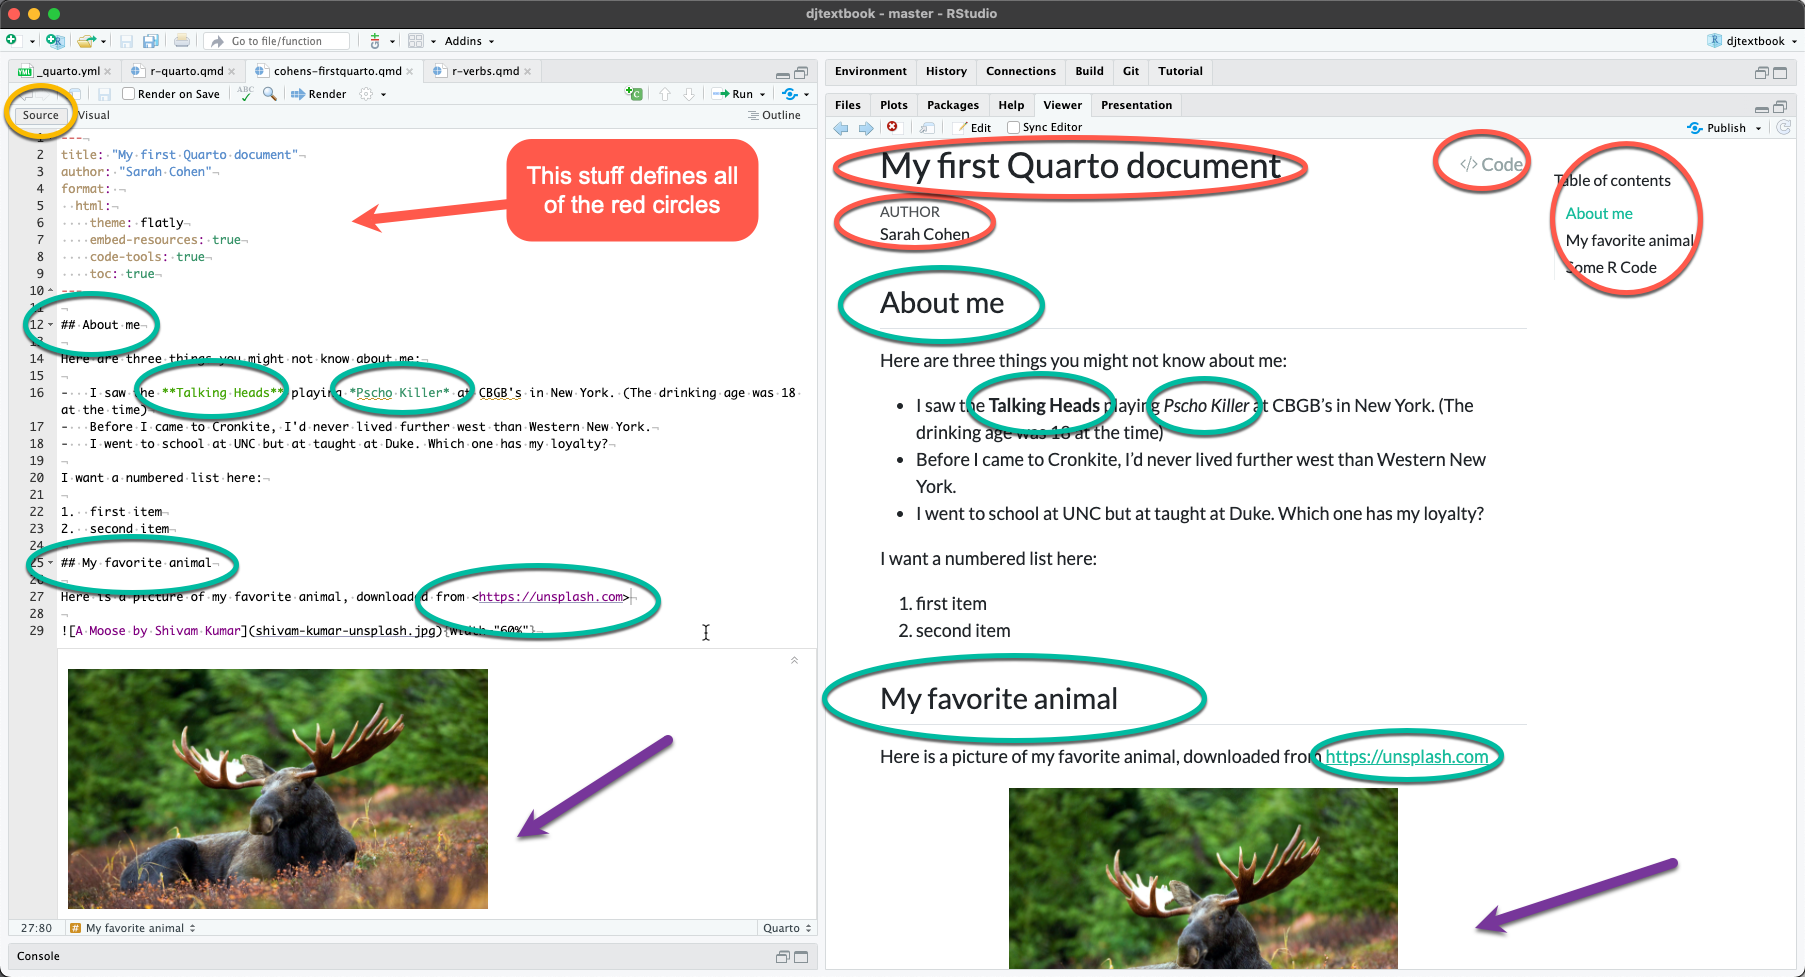 djtextbook - master - RStudio
Go to file/function
Addins
djtextbook
_quarto.yml
r-quarto.qmd
cohens-firstquarto.qmd
r-verbs.qmd
Render on Save
ABC
Render
Run
Source
Visual
Outline
1 ---
2 title: "My first Quarto document"
3 author: "Sarah Cohen"
4 format:
5 html:
6 theme: flatly
7 embed-resources: true
8 code-tools: true
9 toc: true
10 ---
11
12 ## About me
13
14 Here are three things you might not know about me:
15
16 - I saw the **Talking Heads** playing *Pscho Killer* at CBGB's in New York. (The drinking age was 18
at the time)
17 - Before I came to Cronkite, I'd never lived further west than Western New York.
18 - I went to school at UNC but at taught at Duke. Which one has my loyalty?
19
20 I want a numbered list here:
21
22 1. first item
23 2. second item
24
25 ## My favorite animal
26
27 Here is a picture of my favorite animal, downloaded from <https://unsplash.com>
28
29 ![A Moose by Shivam Kumar](shivam-kumar-unsplash.jpg){width="60%"}
This stuff defines all
of the red circles
27:80
# My favorite animal
Quarto
Console
Environment
History
Connections
Build
Git
Tutorial
Files
Plots
Packages
Help
Viewer
Presentation
Edit
Sync Editor
Publish
My first Quarto document
</> Code
AUTHOR
Sarah Cohen
Table of contents
About me
My favorite animal
Some R Code
About me
Here are three things you might not know about me:
• I saw the Talking Heads playing Pscho Killer at CBGB’s in New York. (The
drinking age was 18 at the time)
• Before I came to Cronkite, I’d never lived further west than Western New
York.
• I went to school at UNC but at taught at Duke. Which one has my loyalty?
I want a numbered list here:
1. first item
2. second item
My favorite animal
Here is a picture of my favorite animal, downloaded from https://unsplash.com